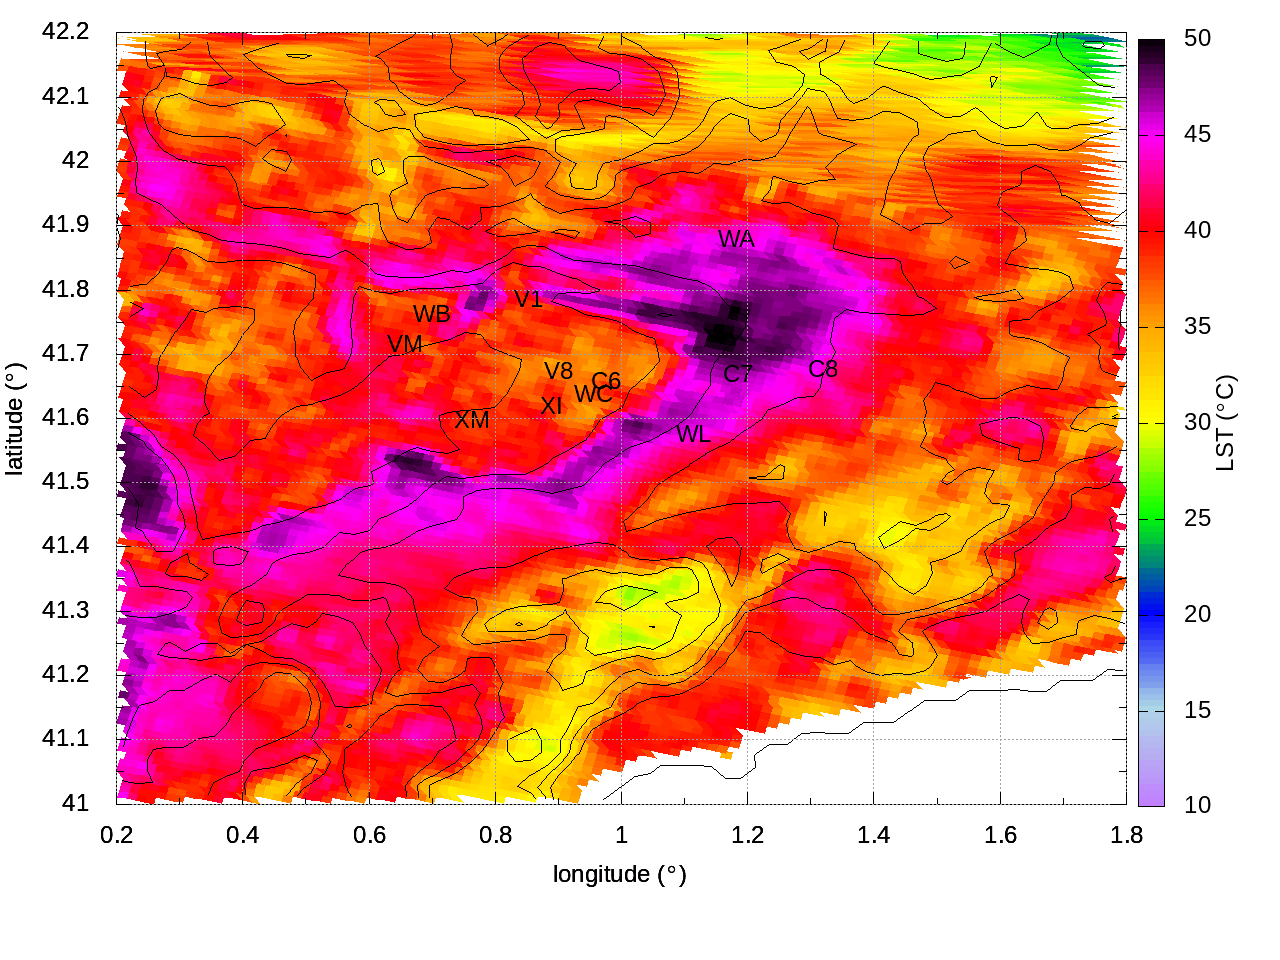 42.2
42.1
42
41.9
41.8
41.7
41.6
41.5
41.4
41.3
41.2
41.1
41
latitude (°)
0.2 0.4 0.6 0.8 1 1.2 1.4 1.6 1.8
longitude (°)
WA
V1
WB
VM
V8
C6
WC
XI
XM
C7
C8
WL
50
45
40
35
30
25
20
15
10
LST (°C)